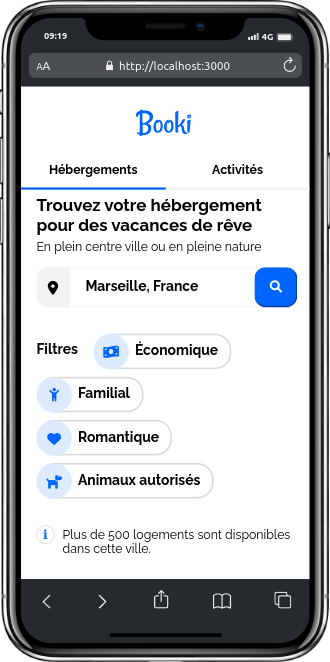 09:19
4G
AA
http://localhost:3000
Booki
Hébergements
Activités
Trouvez votre hébergement
pour des vacances de rêve
En plein centre ville ou en pleine nature
Marseille, France
Filtres
Économique
Familial
Romantique
Animaux autorisés
i
Plus de 500 logements sont disponibles
dans cette ville.